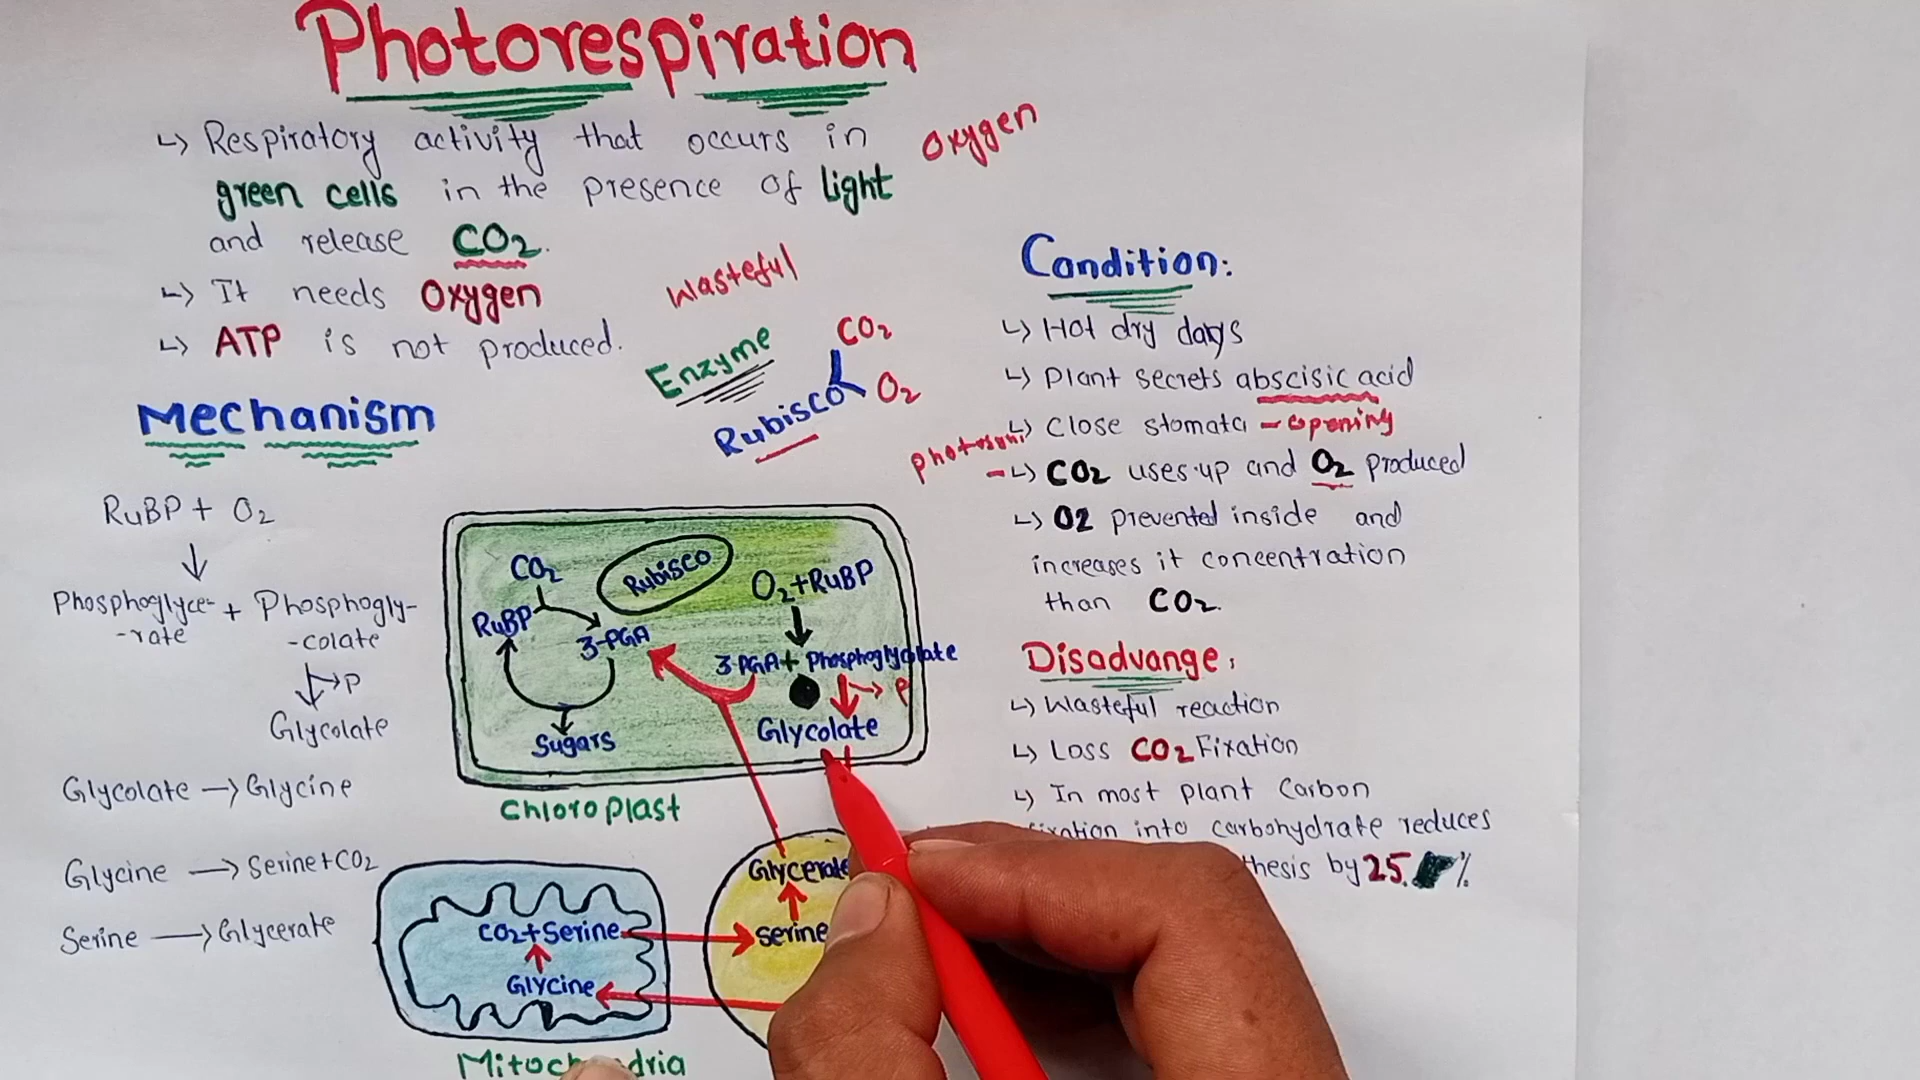 Photorespiration
↳ Respiratory activity that occurs in
green cells in the presence of light
and release CO2.
↳ It needs Oxygen
↳ ATP is not produced.
Oxygen
Wasteful
Enzyme
Rubisco
CO2
O2
Mechanism
RuBP + O2
Phosphoglyce- + Phosphogly-
-rate -colate
→P
Glycolate
Glycolate → Glycine
Glycine → Serine+CO2
Serine → Glycerate
CO2
Rubisco
O2+RuBP
RuBP
3-PGA
3-PGA+ Phosphoglycolate
→ P
Glycolate
Sugars
Chloroplast
Glycerate
CO2+Serine
Serine
Glycine
Condition:
↳ Hot dry days
↳ Plant secrets abscisic acid
↳ Close stomata - opening
↳ CO2 uses up and O2 produced
↳ O2 prevented inside and
increases it concentration
than CO2.
Disadvange:
↳ Wasteful reaction
↳ Loss CO2 Fixation
↳ In most plant Carbon
into carbohydrate reduces
by 25. %